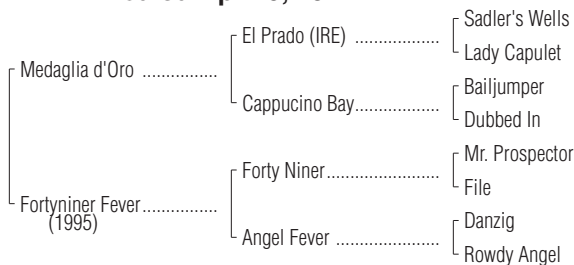 El Prado (IRE) ...................
Sadler's Wells
Lady Capulet
Medaglia d'Oro ................
Cappucino Bay....................
Bailjumper
Dubbed In
Forty Niner.........................
Mr. Prospector
File
Fortyniner Fever................
(1995)
Angel Fever .......................
Danzig
Rowdy Angel